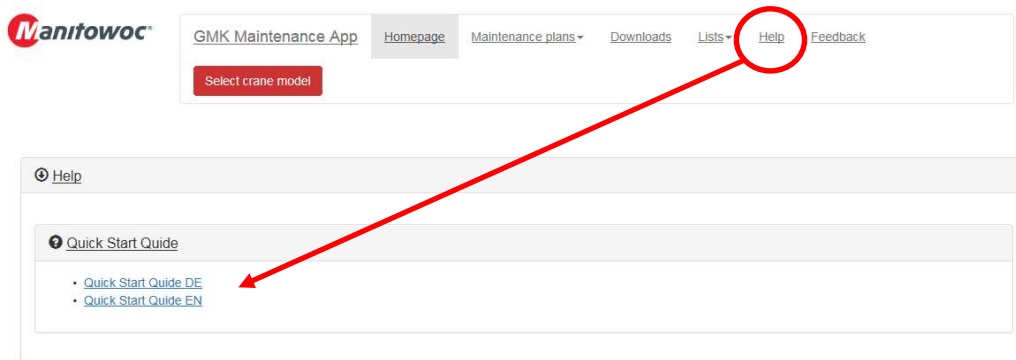 Manitowoc
GMK Maintenance App Homepage Maintenance plans Downloads Lists Help Feedback
Select crane model
Help
Quick Start Quide
• Quick Start Quide DE
• Quick Start Quide EN